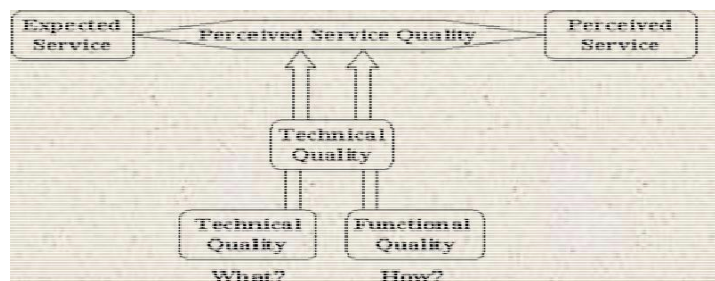 Expected
Service
Perceived Service Quality
Perceived
Service
Technical
Quality
Technical
Quality
Functional
Quality
What?
How?